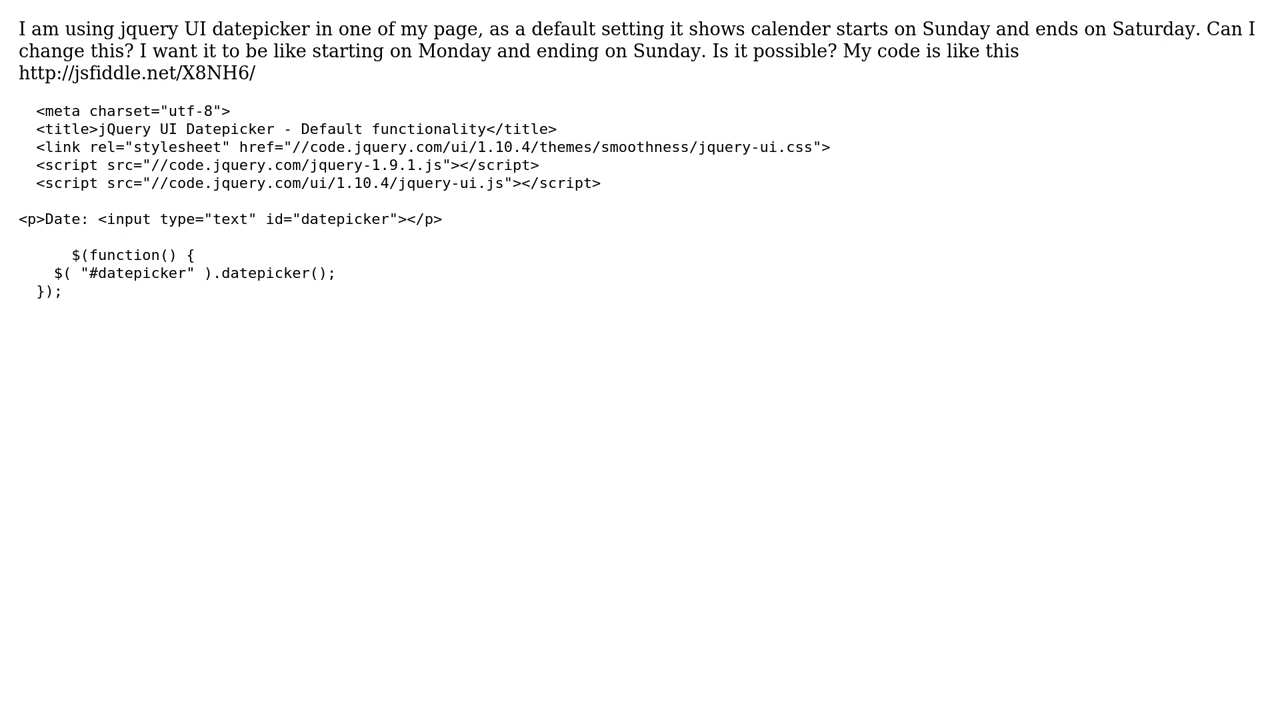 I am using jquery UI datepicker in one of my page, as a default setting it shows calender starts on Sunday and ends on Saturday. Can I
change this? I want it to be like starting on Monday and ending on Sunday. Is it possible? My code is like this
http://jsfiddle.net/X8NH6/
<meta charset="utf-8">
<title>jQuery UI Datepicker - Default functionality</title>
<link rel="stylesheet" href="//code.jquery.com/ui/1.10.4/themes/smoothness/jquery-ui.css">
<script src="//code.jquery.com/jquery-1.9.1.js"></script>
<script src="//code.jquery.com/ui/1.10.4/jquery-ui.js"></script>
<p>Date: <input type="text" id="datepicker"></p>
$(function() {
$( "#datepicker" ).datepicker();
});